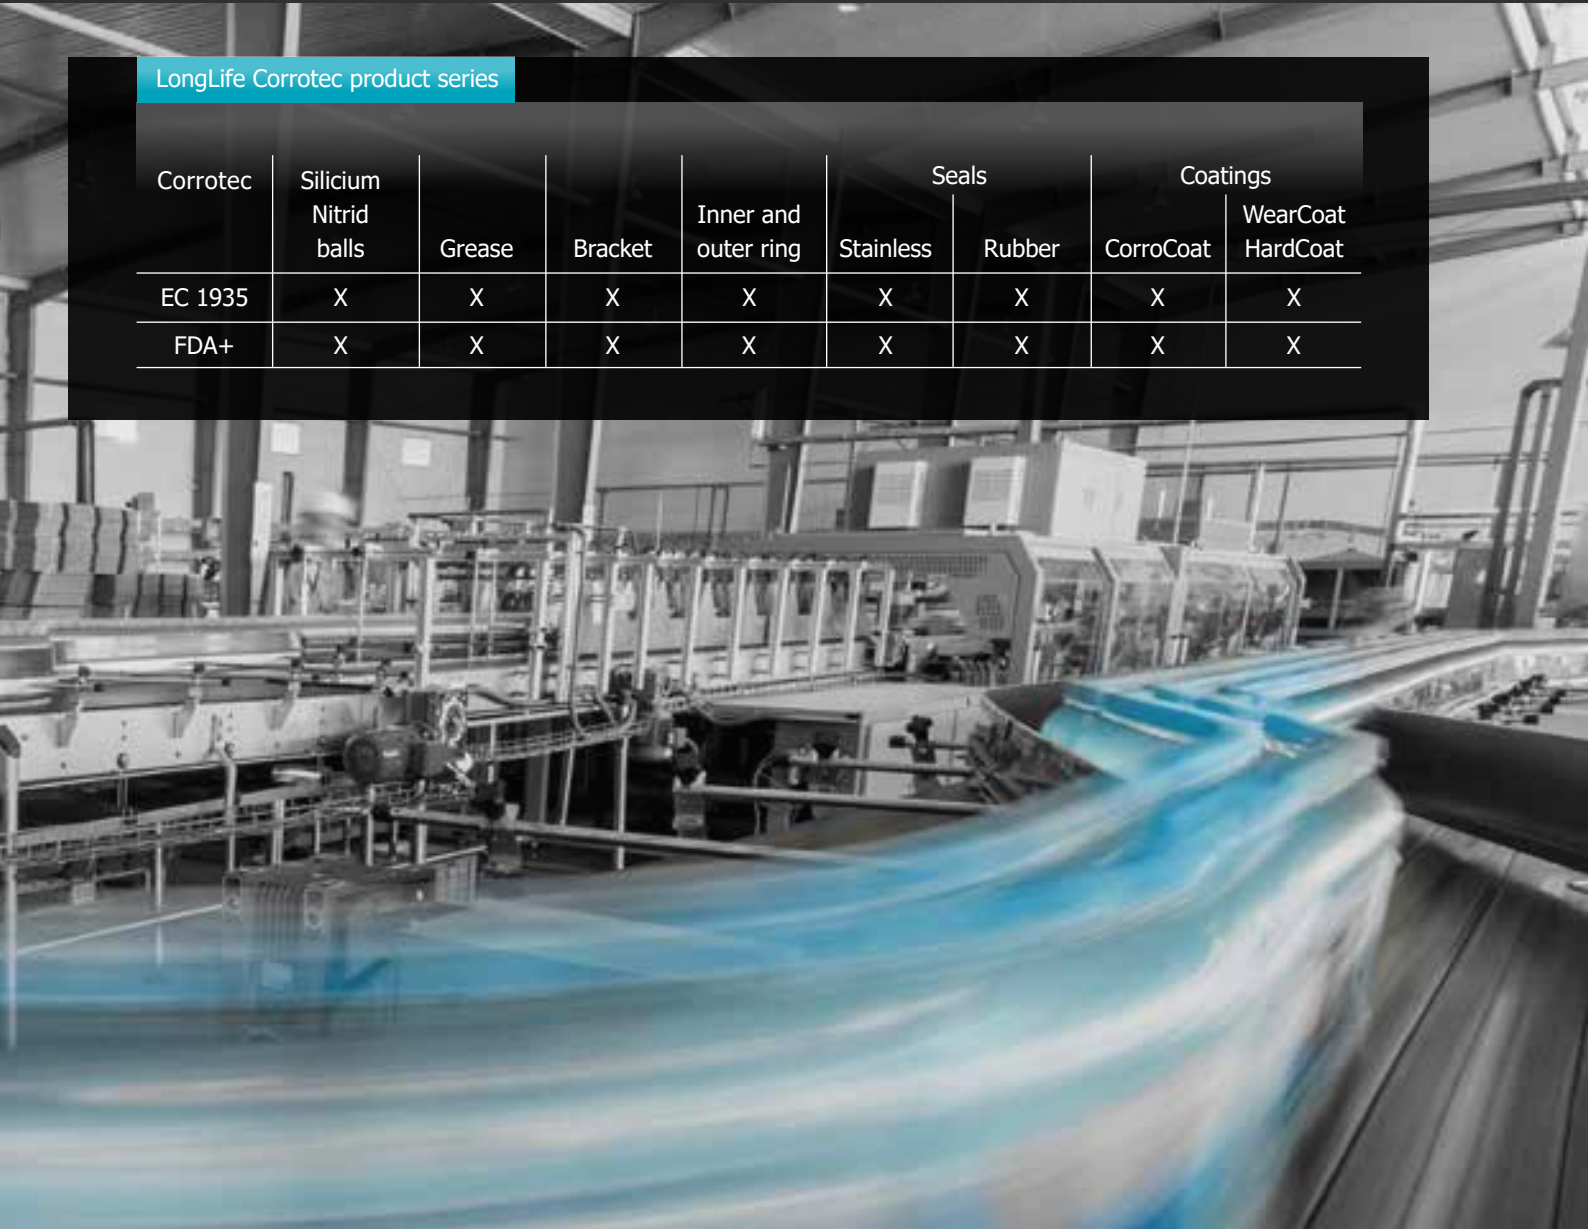 LongLife Corrotec product series
Seals Coatings
Corrotec Silicium
Nitrid Inner and WearCoat
balls Grease Bracket outer ring Stainless Rubber CorroCoat HardCoat
EC 1935 X X X X X X X X
FDA+ X X X X X X X X